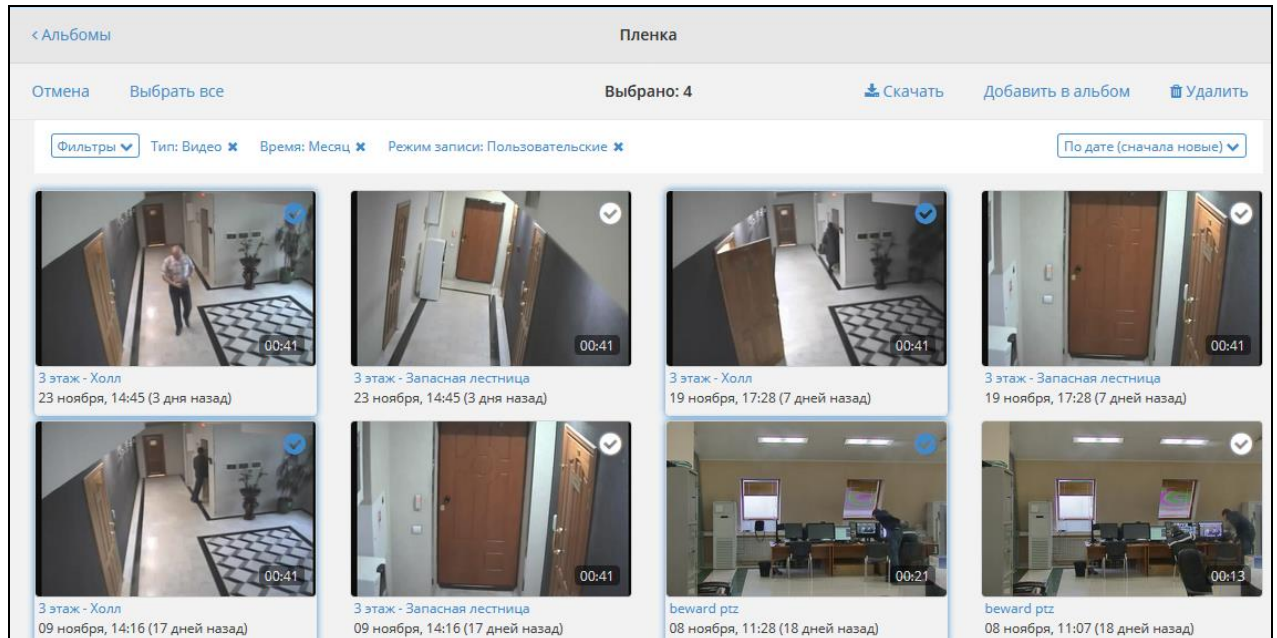 Альбомы
Пленка
Отмена Выбрать все Выбрано: 4 Скачать Добавить в альбом Удалить
Фильтры Тип: Видео Время: Месяц Режим записи: Пользовательские По дате (сначала новые)
00:41 00:41 00:41 00:41
3 этаж - Холл 3 этаж - Запасная лестница 3 этаж - Холл 3 этаж - Запасная лестница
23 ноября, 14:45 (3 дня назад) 23 ноября, 14:45 (3 дня назад) 19 ноября, 17:28 (7 дней назад) 19 ноября, 17:28 (7 дней назад)
00:41 00:41 00:21 00:13
3 этаж - Холл 3 этаж - Запасная лестница beward ptz beward ptz
09 ноября, 14:16 (17 дней назад) 09 ноября, 14:16 (17 дней назад) 08 ноября, 11:28 (18 дней назад) 08 ноября, 11:07 (18 дней назад)